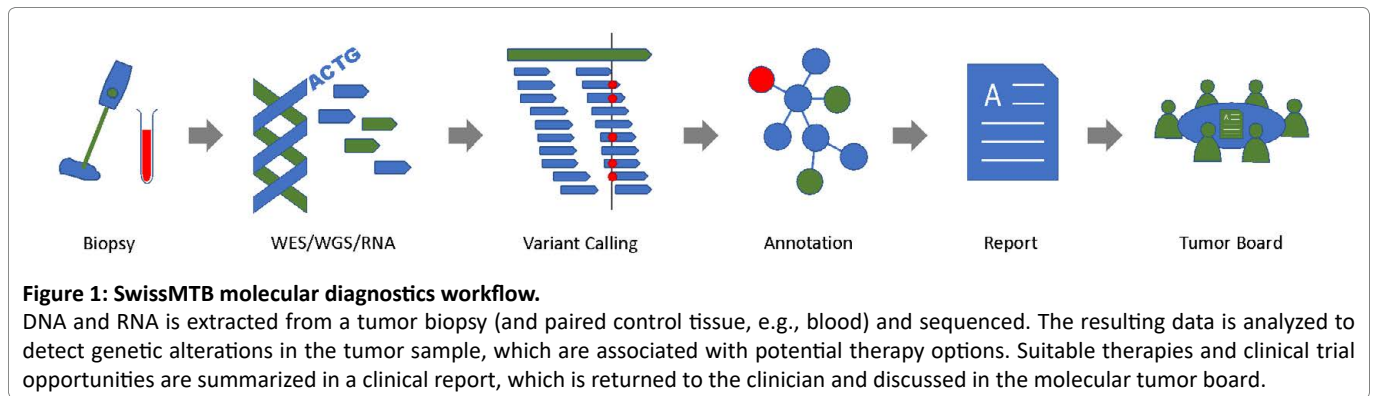 ACTG
A
A
Biopsy
WES/WGS/RNA
Variant Calling
Annotation
Report
Tumor Board
Figure 1: SwissMTB molecular diagnostics workflow.
DNA and RNA is extracted from a tumor biopsy (and paired control tissue, e.g., blood) and sequenced. The resulting data is analyzed to
detect genetic alterations in the tumor sample, which are associated with potential therapy options. Suitable therapies and clinical trial
opportunities are summarized in a clinical report, which is returned to the clinician and discussed in the molecular tumor board.